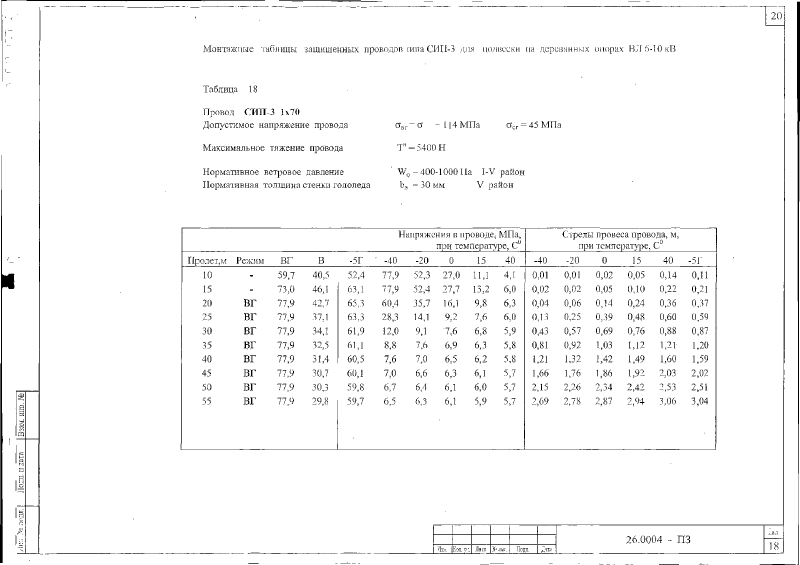 20
Монтажные таблицы защищенных проводов типа СИП-3 для подвески на деревянных опорах ВЛ 6-10 кВ
Таблица 18
Провод СИП-3 1х70
Допустимое напряжение провода σвг = σ = 114 МПа σсг = 45 МПа
Максимальное тяжение провода Tн = 5400 Н
Нормативное ветровое давление W0 = 400-1000 Па I-V район
Нормативная толщина стенки гололеда bэ = 30 мм V район
Напряжения в проводе, МПа, при температуре, С0 Стрелы провеса провода, м, при температуре, С0
Пролет,м Режим ВГ В -5Г -40 -20 0 15 40 -40 -20 0 15 40 -5Г
10 - 59,7 40,5 52,4 77,9 52,3 27,0 11,1 4,1 0,01 0,01 0,02 0,05 0,14 0,11
15 - 73,0 46,1 63,1 77,9 52,4 27,7 13,2 6,0 0,02 0,02 0,05 0,10 0,22 0,21
20 ВГ 77,9 42,7 65,3 60,4 35,7 16,1 9,8 6,3 0,04 0,06 0,14 0,24 0,36 0,37
25 ВГ 77,9 37,1 63,3 28,3 14,1 9,2 7,6 6,0 0,13 0,25 0,39 0,48 0,60 0,59
30 ВГ 77,9 34,1 61,9 12,0 9,1 7,6 6,8 5,9 0,43 0,57 0,69 0,76 0,88 0,87
35 ВГ 77,9 32,5 61,1 8,8 7,6 6,9 6,3 5,8 0,81 0,92 1,03 1,12 1,21 1,20
40 ВГ 77,9 31,4 60,5 7,6 7,0 6,5 6,2 5,8 1,21 1,32 1,42 1,49 1,60 1,59
45 ВГ 77,9 30,7 60,1 7,0 6,6 6,3 6,1 5,7 1,66 1,76 1,86 1,92 2,03 2,02
50 ВГ 77,9 30,3 59,8 6,7 6,4 6,1 6,0 5,7 2,15 2,26 2,34 2,42 2,53 2,51
55 ВГ 77,9 29,8 59,7 6,5 6,3 6,1 5,9 5,7 2,69 2,78 2,87 2,94 3,06 3,04
Взам. инв. №
Подп. и дата
Инв. № подл.
Изм. Кол. уч. Лист № док. Подп. Дата
26.0004 - ПЗ
Лист
18